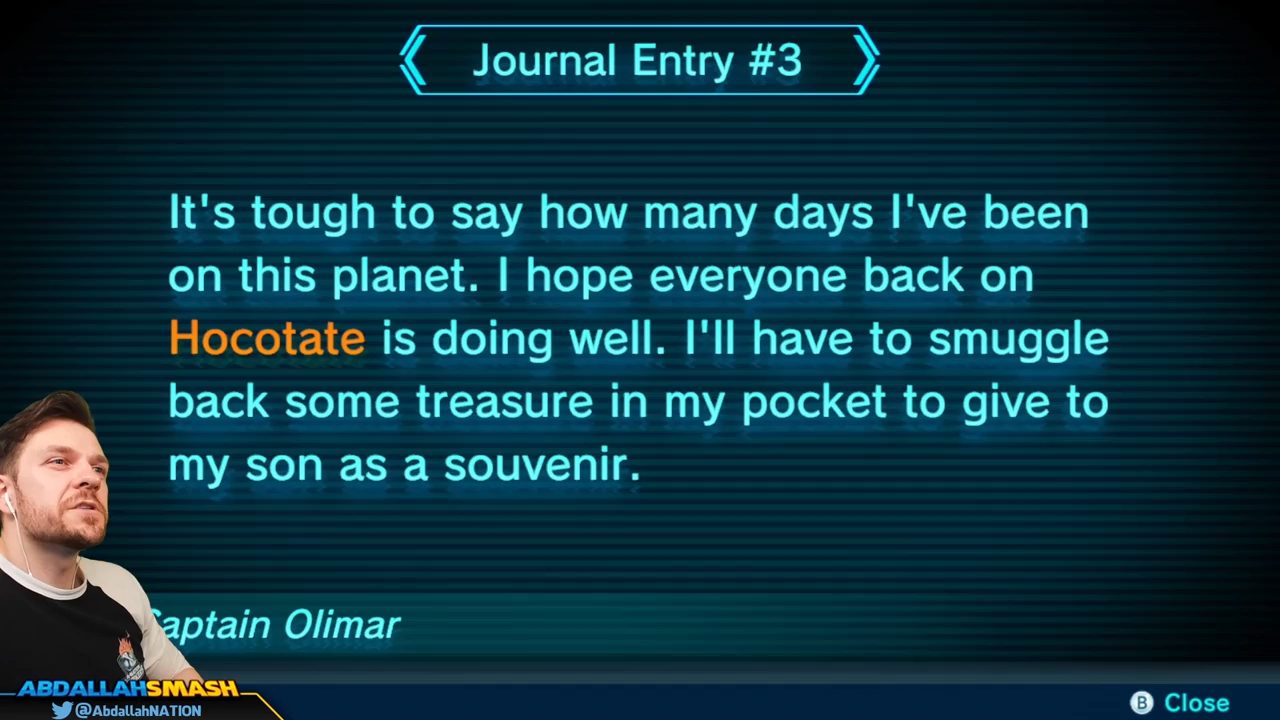 Journal Entry #3
It's tough to say how many days I've been
on this planet. I hope everyone back on
Hocotate is doing well. I'll have to smuggle
back some treasure in my pocket to give to
my son as a souvenir.
Captain Olimar
ABDALLAHSMASH
@AbdallahNATION
B Close